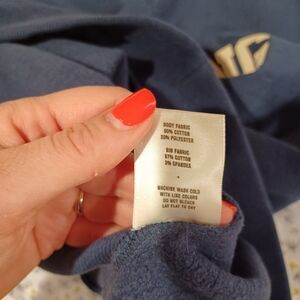 BODY FABRIC
50% COTTON
50% POLYESTER
RIB FABRIC
97% COTTON
3% SPANDEX
MACHINE WASH COLD
WITH LIKE COLORS
DO NOT BLEACH
LAY FLAT TO DRY